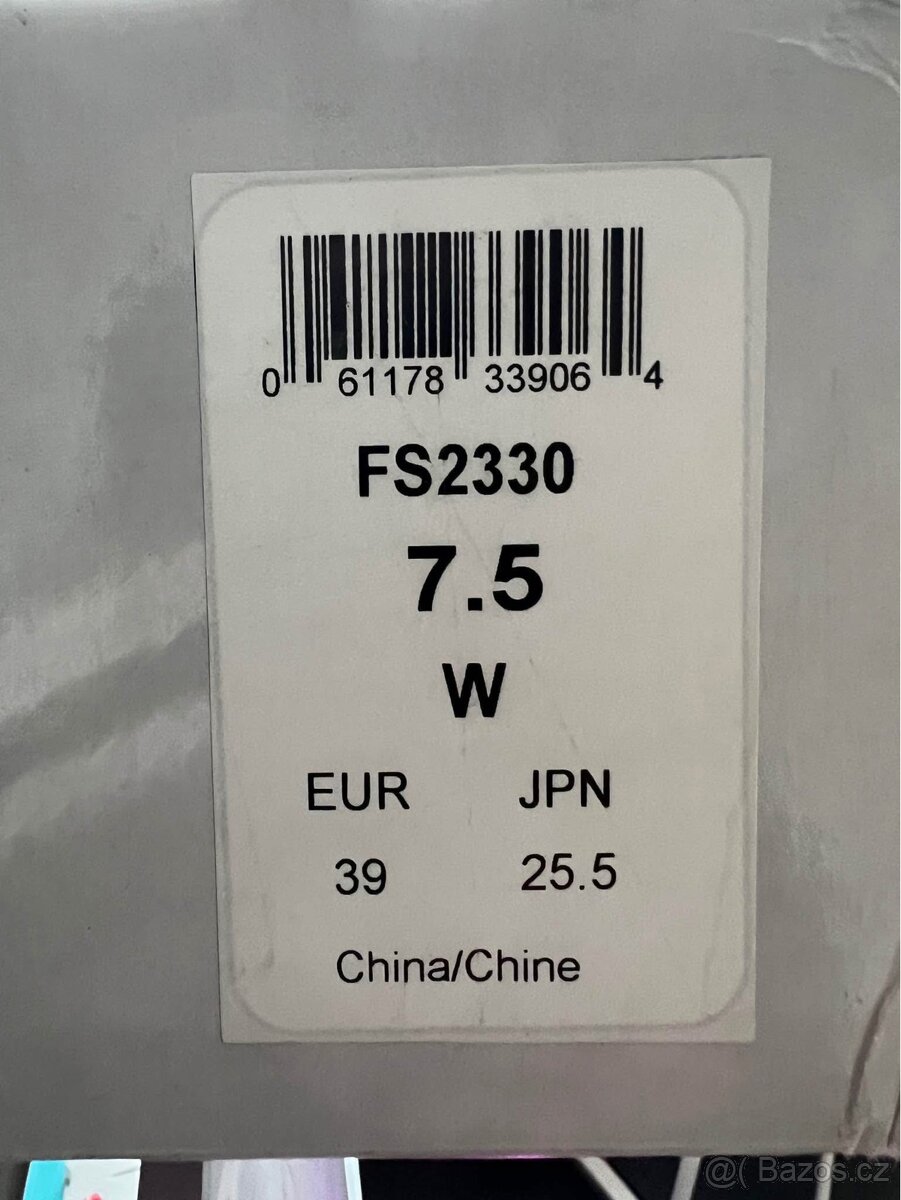 0 61178 33906 4
FS2330
7.5
W
EUR JPN
39 25.5
China/Chine
@( Bazos.cz